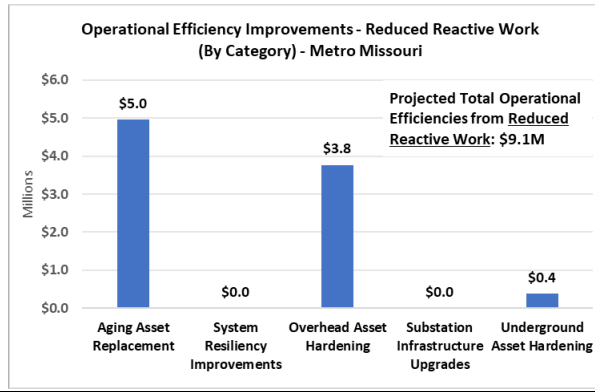 Operational Efficiency Improvements - Reduced Reactive Work
(By Category) - Metro Missouri
Projected Total Operational
Efficiencies from Reduced
Reactive Work: $9.1M
Millions
$6.0
$5.0
$4.0
$3.0
$2.0
$1.0
$0.0
$5.0
$0.0
$3.8
$0.0
$0.4
Aging Asset
Replacement
System
Resiliency
Improvements
Overhead Asset
Hardening
Substation
Infrastructure
Upgrades
Underground
Asset Hardening